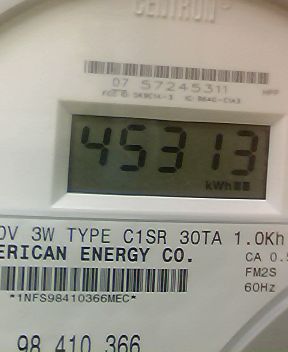 CENTRON
07 57245311
45313
kWh
0V 3W TYPE C1SR 30TA 1.0Kh
ERICAN ENERGY CO.
CA 0.5
FM2S
60Hz
*1NFS98410366MEC*
98 410 366